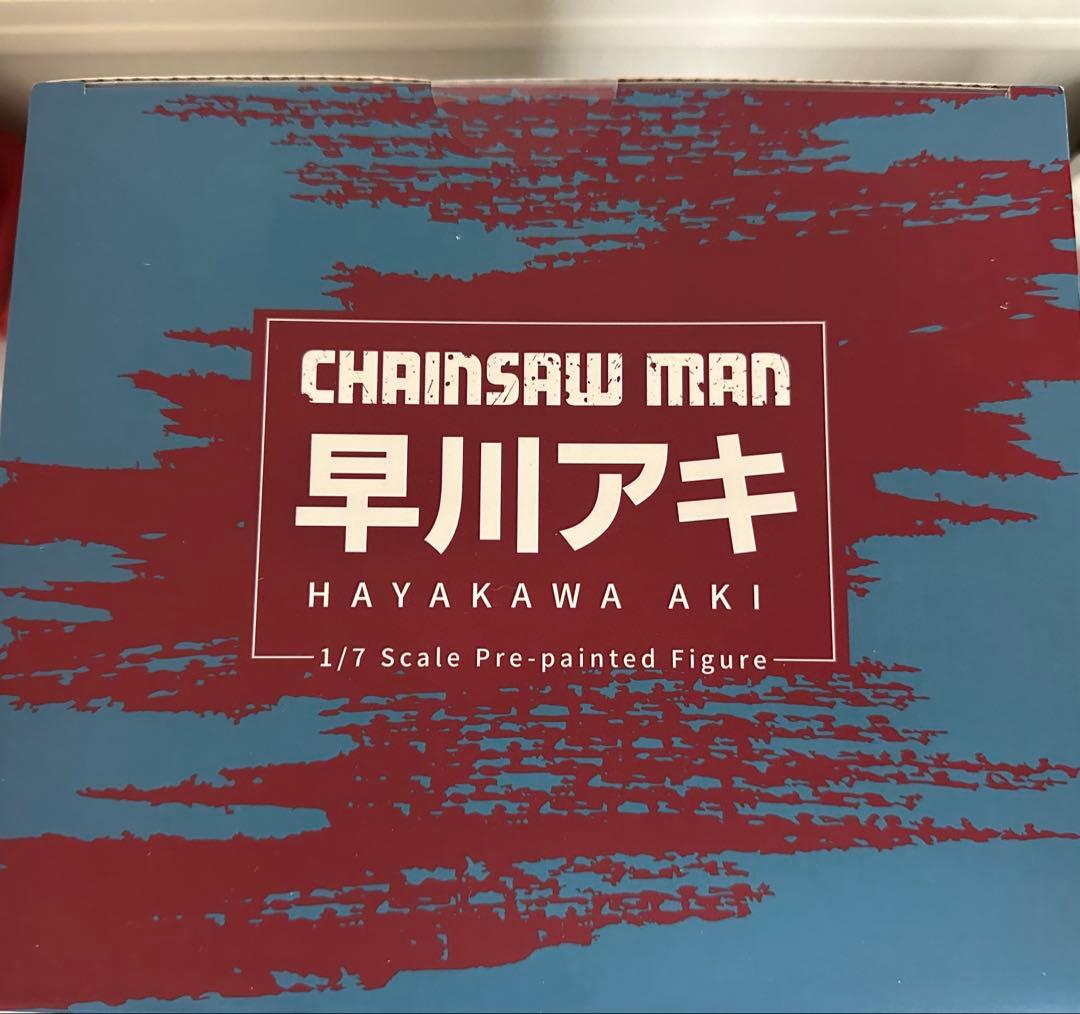 CHAINSAW MAN
早川アキ
HAYAKAWA AKI
1/7 Scale Pre-painted Figure